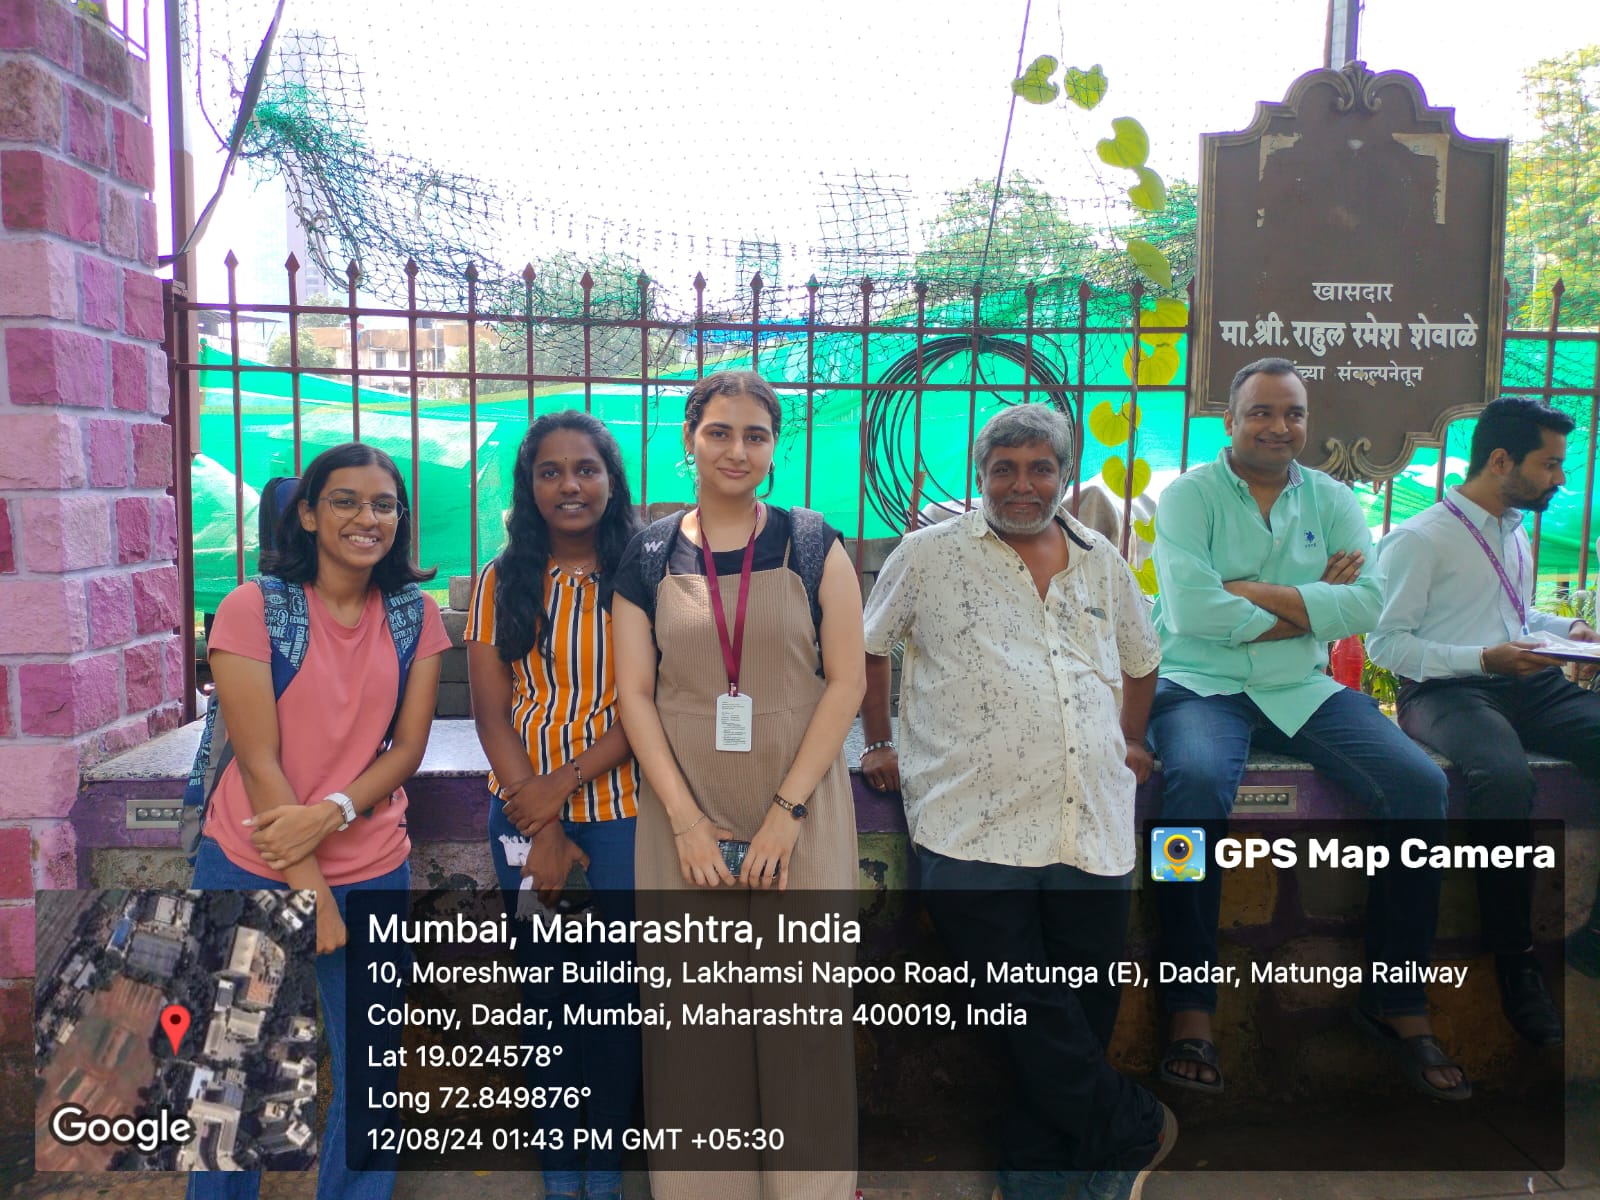 खासदार
मा.श्री.राहुल रमेश शेवाळे
संकल्पनेतून
GPS Map Camera
Mumbai, Maharashtra, India
10, Moreshwar Building, Lakhamsi Napoo Road, Matunga (E), Dadar, Matunga Railway
Colony, Dadar, Mumbai, Maharashtra 400019, India
Lat 19.024578°
Long 72.849876°
12/08/24 01:43 PM GMT +05:30
Google